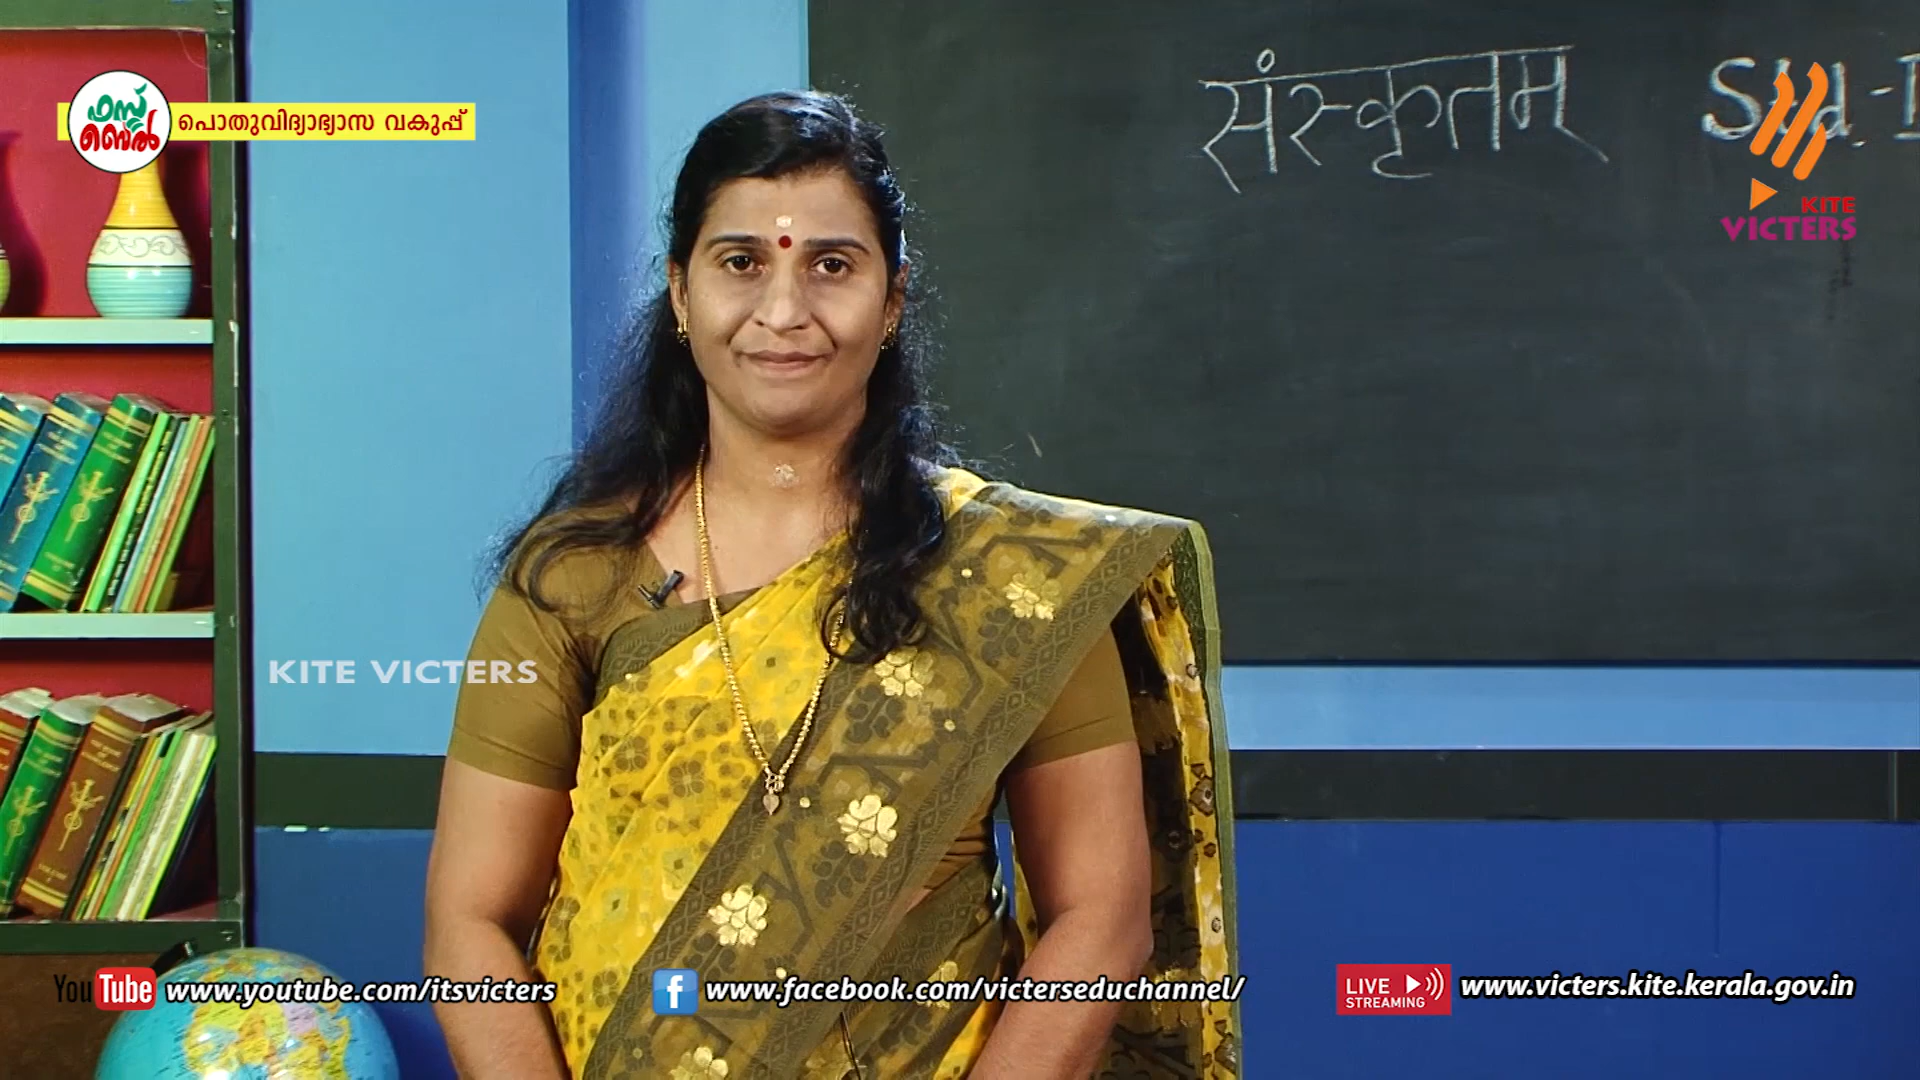 ഫസ്റ്റ്
ബെൽ
പൊതുവിദ്യാഭ്യാസ വകുപ്പ്
संस्कृतम्
Std.-I
KITE
VICTERS
KITE VICTERS
YouTube www.youtube.com/itsvicters
f www.facebook.com/victerseduchannel/
LIVE
STREAMING
www.victers.kite.kerala.gov.in